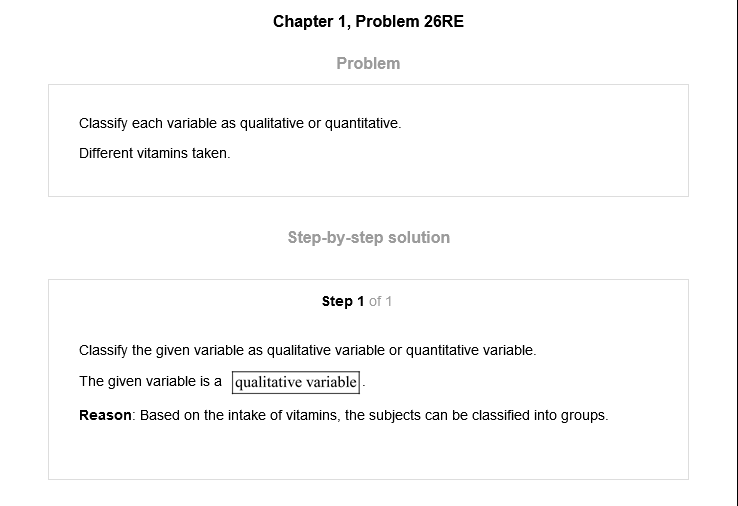 Chapter 1, Problem 26RE
Problem
Classify each variable as qualitative or quantitative.
Different vitamins taken.
Step-by-step solution
Step 1 of 1
Classify the given variable as qualitative variable or quantitative variable.
The given variable is a qualitative variable.
Reason: Based on the intake of vitamins, the subjects can be classified into groups.